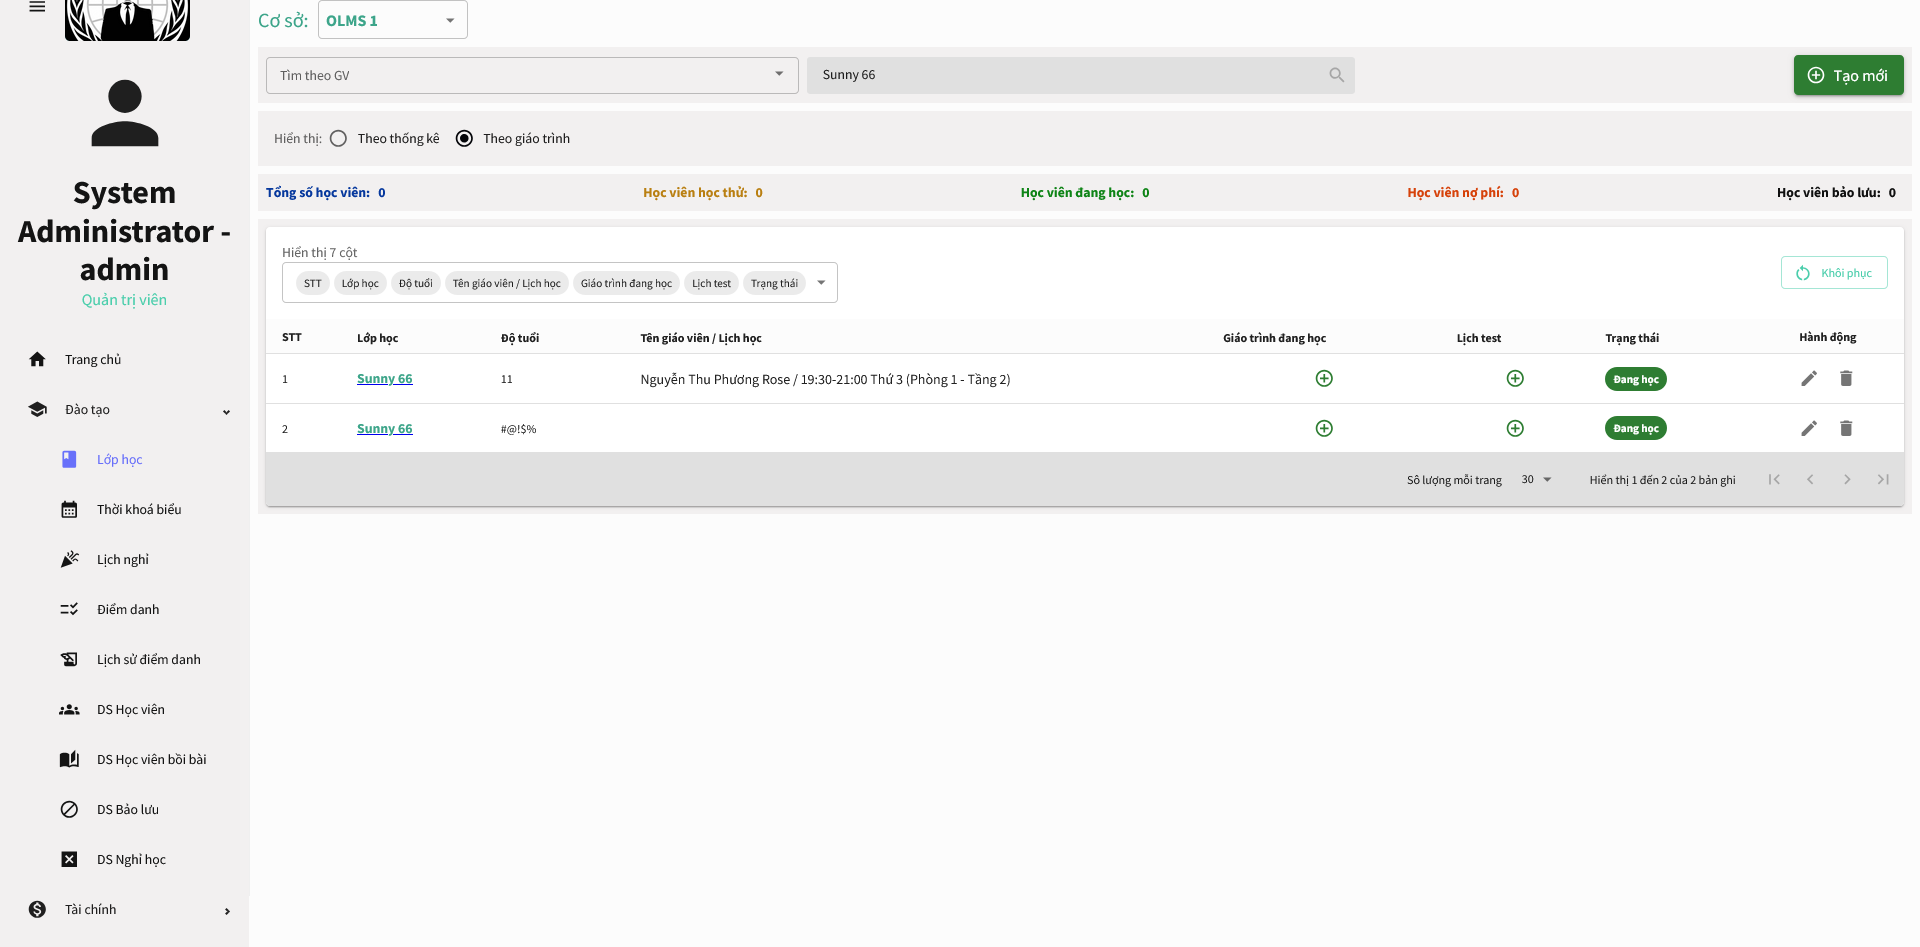 Cơ sở: OLMS 1
Tìm theo GV
Sunny 66
Tạo mới
Hiển thị: Theo thống kê Theo giáo trình
Tổng số học viên: 0 Học viên học thử: 0 Học viên đang học: 0 Học viên nợ phí: 0 Học viên bảo lưu: 0
System
Administrator -
admin
Quản trị viên
Trang chủ
Đào tạo
Lớp học
Thời khoá biểu
Lịch nghỉ
Điểm danh
Lịch sử điểm danh
DS Học viên
DS Học viên bồi bài
DS Bảo lưu
DS Nghỉ học
Tài chính
Hiển thị 7 cột
STT Lớp học Độ tuổi Tên giáo viên / Lịch học Giáo trình đang học Lịch test Trạng thái
Khôi phục
STT Lớp học Độ tuổi Tên giáo viên / Lịch học Giáo trình đang học Lịch test Trạng thái Hành động
1 Sunny 66 11 Nguyễn Thu Phương Rose / 19:30-21:00 Thứ 3 (Phòng 1 - Tầng 2) Đang học
2 Sunny 66 #@!$% Đang học
Số lượng mỗi trang 30 Hiển thị 1 đến 2 của 2 bản ghi